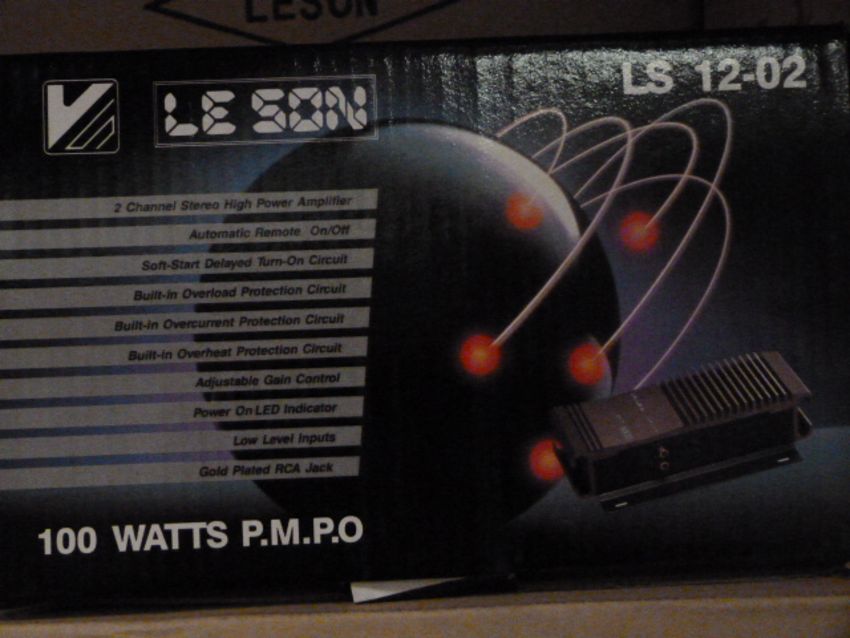 LESON
LE SON
LS 12-02
2 Channel Stereo High Power Amplifier
Automatic Remote On/Off
Soft-Start Delayed Turn-On Circuit
Built-in Overload Protection Circuit
Built-in Overcurrent Protection Circuit
Built-in Overheat Protection Circuit
Adjustable Gain Control
Power On LED Indicator
Low Level Inputs
Gold Plated RCA Jack
100 WATTS P.M.P.O